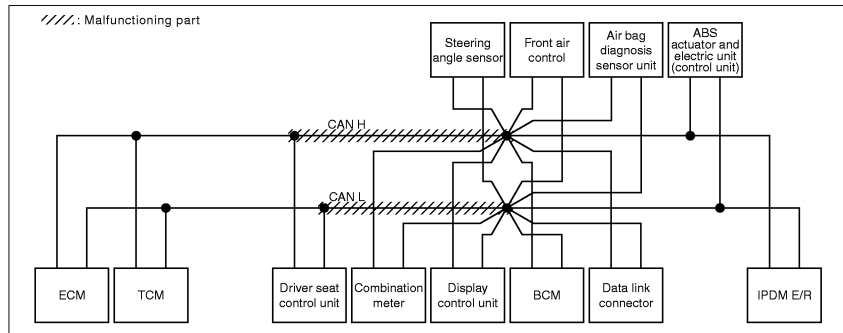 : Malfunctioning part
Steering
angle sensor
Front air
control
Air bag
diagnosis
sensor unit
ABS
actuator and
electric unit
(control unit)
CAN H
CAN L
ECM
TCM
Driver seat
control unit
Combination
meter
Display
control unit
BCM
Data link
connector
IPDM E/R